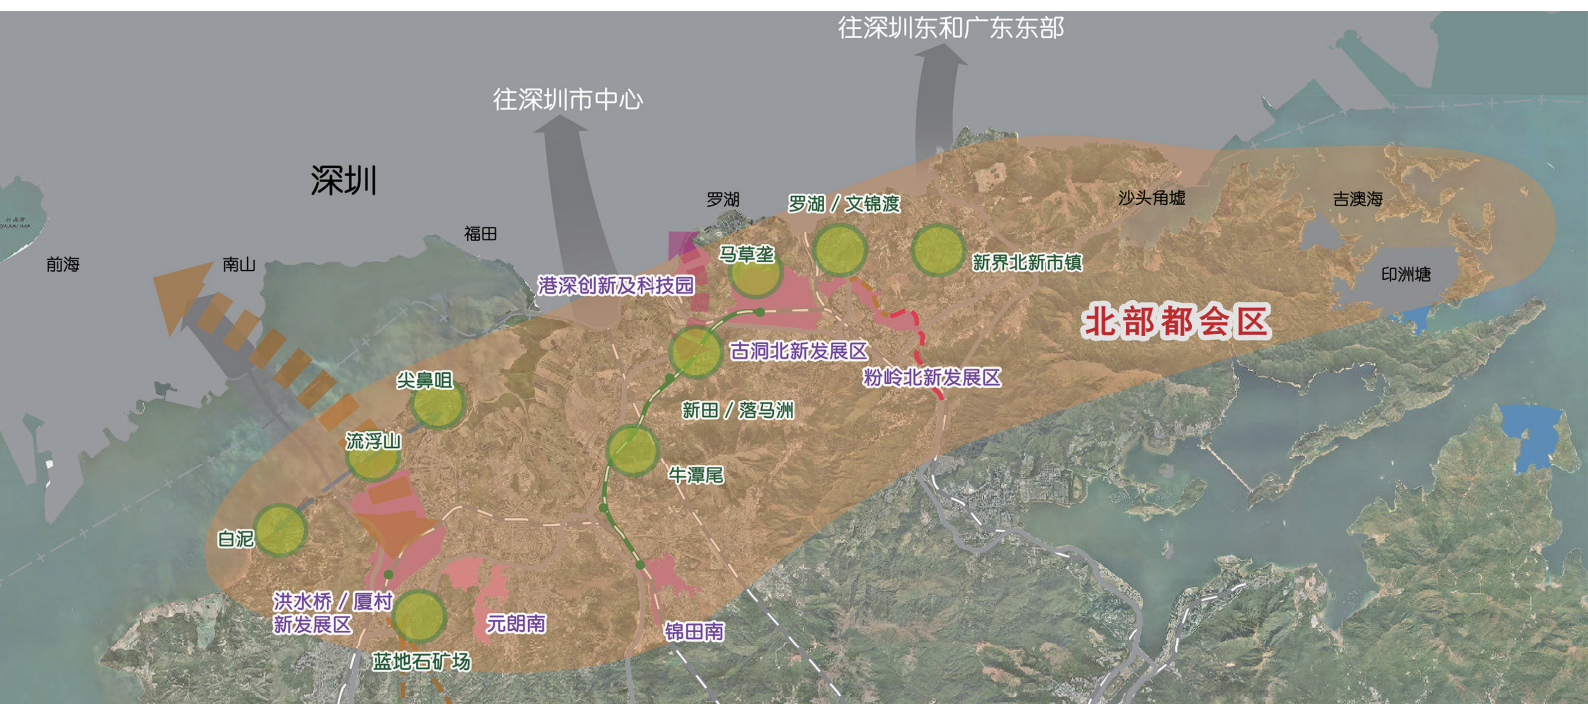 往深圳东和广东东部
往深圳市中心
深圳
罗湖
罗湖 / 文锦渡
沙头角墟
吉澳海
福田
前海
南山
马草垄
新界北新市镇
印洲塘
港深创新及科技园
北部都会区
古洞北新发展区
粉岭北新发展区
尖鼻咀
新田 / 落马洲
流浮山
牛潭尾
白泥
洪水桥 / 厦村
新发展区
元朗南
锦田南
蓝地石矿场